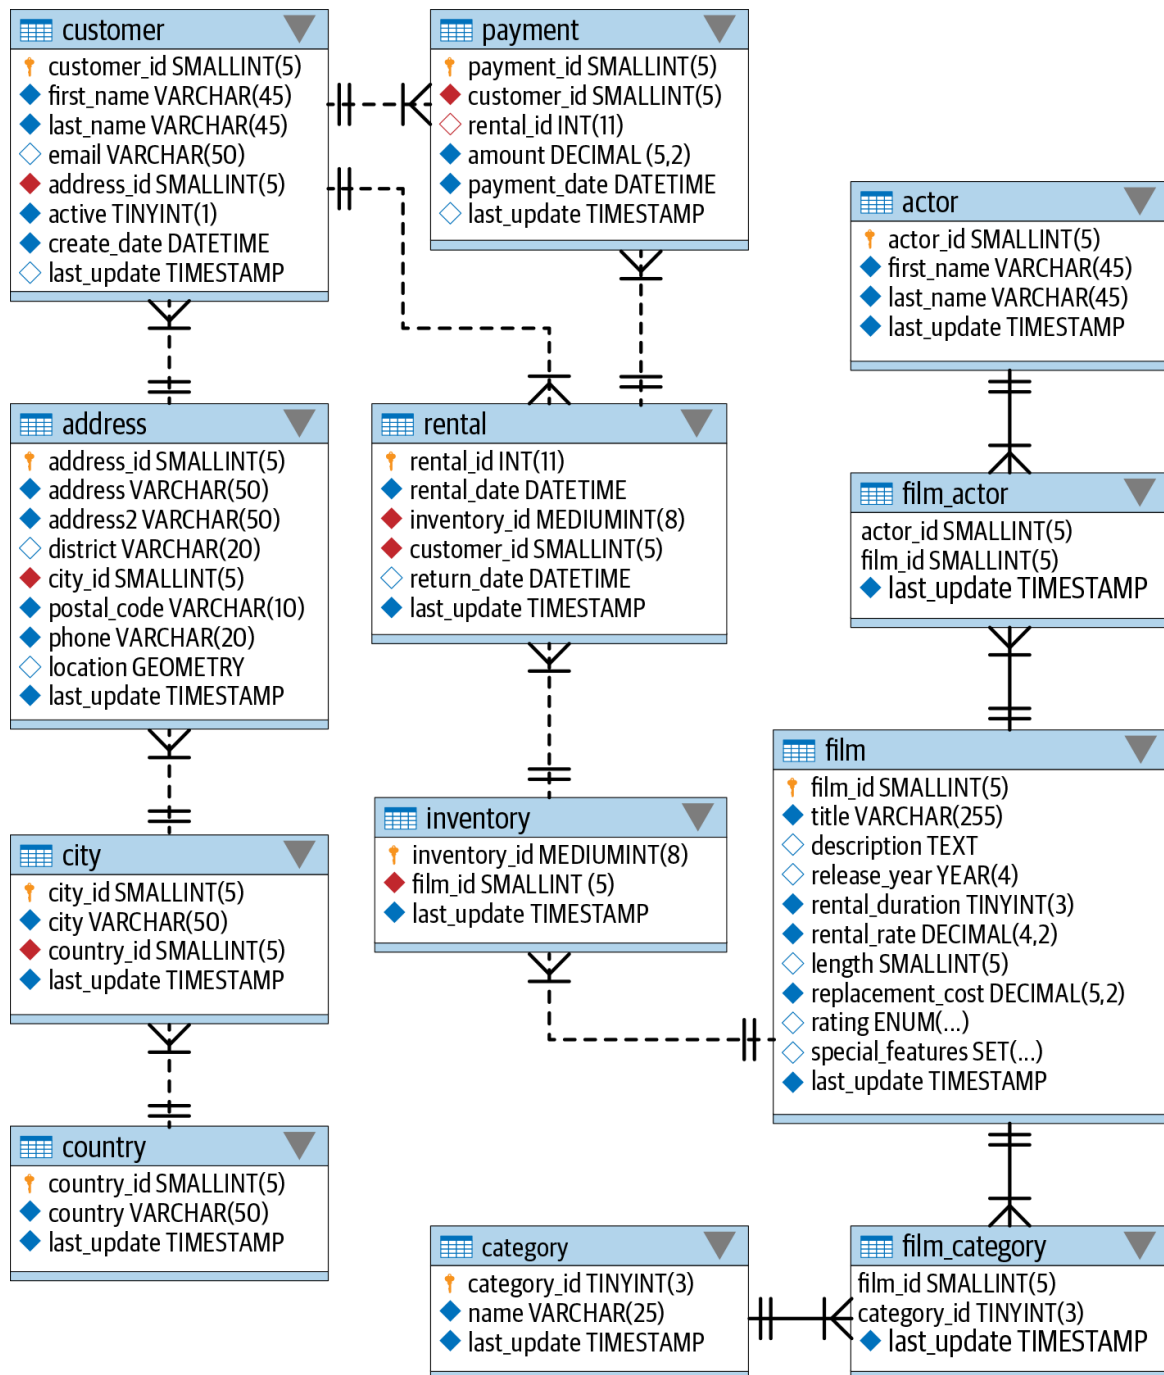 customer
customer_id SMALLINT(5)
first_name VARCHAR(45)
last_name VARCHAR(45)
email VARCHAR(50)
address_id SMALLINT(5)
active TINYINT(1)
create_date DATETIME
last_update TIMESTAMP
payment
payment_id SMALLINT(5)
customer_id SMALLINT(5)
rental_id INT(11)
amount DECIMAL (5,2)
payment_date DATETIME
last_update TIMESTAMP
actor
actor_id SMALLINT(5)
first_name VARCHAR(45)
last_name VARCHAR(45)
last_update TIMESTAMP
address
address_id SMALLINT(5)
address VARCHAR(50)
address2 VARCHAR(50)
district VARCHAR(20)
city_id SMALLINT(5)
postal_code VARCHAR(10)
phone VARCHAR(20)
location GEOMETRY
last_update TIMESTAMP
rental
rental_id INT(11)
rental_date DATETIME
inventory_id MEDIUMINT(8)
customer_id SMALLINT(5)
return_date DATETIME
last_update TIMESTAMP
film_actor
actor_id SMALLINT(5)
film_id SMALLINT(5)
last_update TIMESTAMP
film
film_id SMALLINT(5)
title VARCHAR(255)
description TEXT
release_year YEAR(4)
rental_duration TINYINT(3)
rental_rate DECIMAL(4,2)
length SMALLINT(5)
replacement_cost DECIMAL(5,2)
rating ENUM(...)
special_features SET(...)
last_update TIMESTAMP
city
city_id SMALLINT(5)
city VARCHAR(50)
country_id SMALLINT(5)
last_update TIMESTAMP
inventory
inventory_id MEDIUMINT(8)
film_id SMALLINT (5)
last_update TIMESTAMP
country
country_id SMALLINT(5)
country VARCHAR(50)
last_update TIMESTAMP
category
category_id TINYINT(3)
name VARCHAR(25)
last_update TIMESTAMP
film_category
film_id SMALLINT(5)
category_id TINYINT(3)
last_update TIMESTAMP